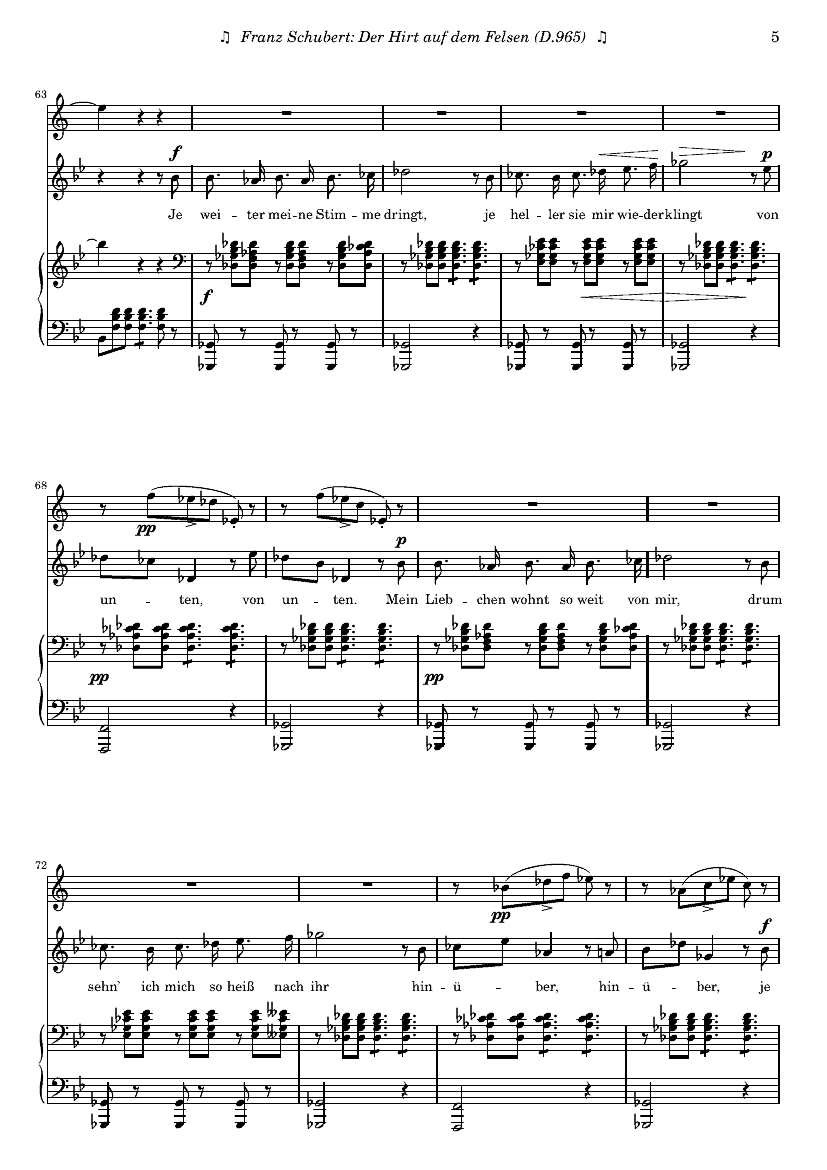 ♫ Franz Schubert: Der Hirt auf dem Felsen (D.965) ♫ 5
63
f
p
Je wei - ter mei-ne Stim - me dringt, je hel - ler sie mir wie-der klingt von
f
68
pp
p
un - ten, von un - ten. Mein Lieb - chen wohnt so weit von mir, drum
pp pp
72
pp
f
sehn’ ich mich so heiß nach ihr hin - ü - ber, hin - ü - ber, je